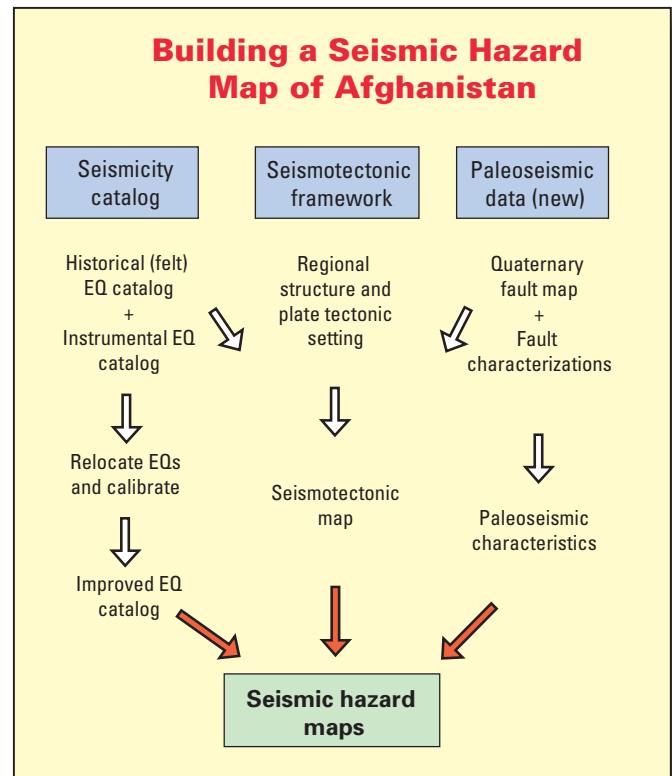 Building a Seismic Hazard
Map of Afghanistan
Seismicity
catalog
Seismotectonic
framework
Paleoseismic
data (new)
Historical (felt)
EQ catalog
+
Instrumental EQ
catalog
Regional
structure and
plate tectonic
setting
Quaternary
fault map
+
Fault
characterizations
Relocate EQs
and calibrate
Seismotectonic
map
Paleoseismic
characteristics
Improved EQ
catalog
Seismic hazard
maps